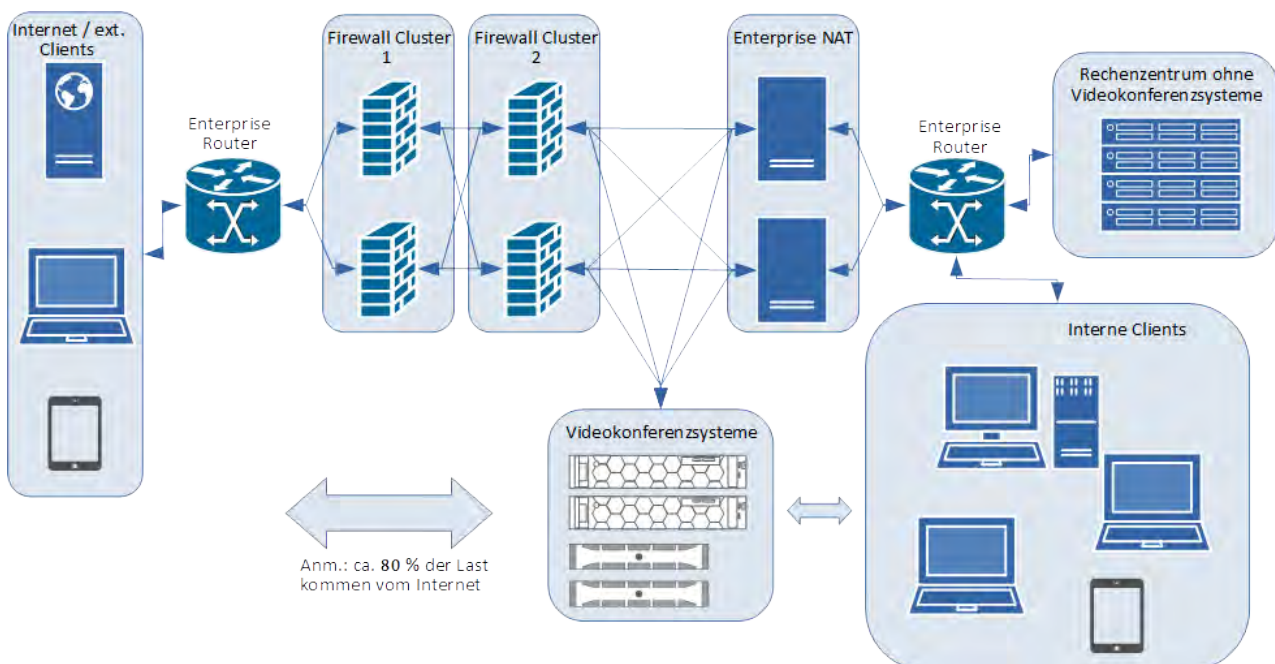 Internet / ext.
Clients
Firewall Cluster
1
Firewall Cluster
2
Enterprise NAT
Rechenzentrum ohne
Videokonferenzsysteme
Enterprise
Router
Enterprise
Router
Interne Clients
Videokonferenzsysteme
Anm.: ca. 80 % der Last
kommen vom Internet